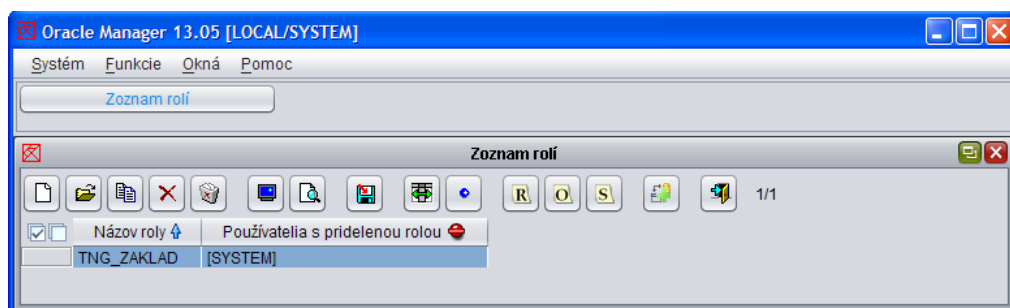 Oracle Manager 13.05 [LOCAL/SYSTEM]
Systém Funkcie Okná Pomoc
Zoznam rolí
Zoznam rolí
R O S 1/1
Názov roly Používatelia s pridelenou rolou
TNG_ZAKLAD [SYSTEM]